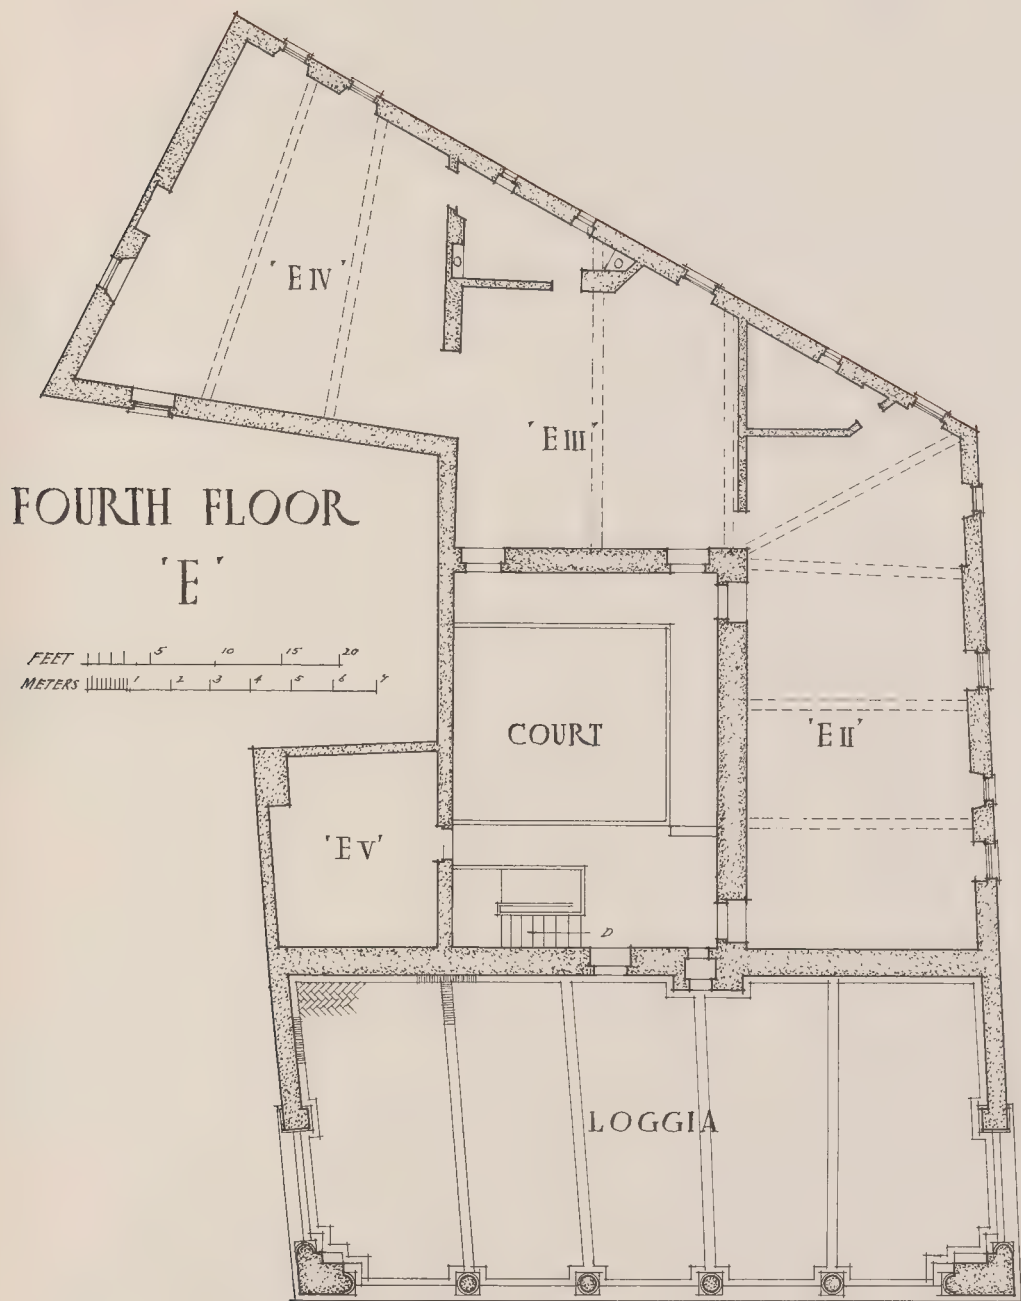 'E IV'
'E III'
FOURTH FLOOR
'E'
FEET 5 10 15 20
METERS 1 2 3 4 5 6 7
COURT
'E II'
'E V'
D
LOGGIA